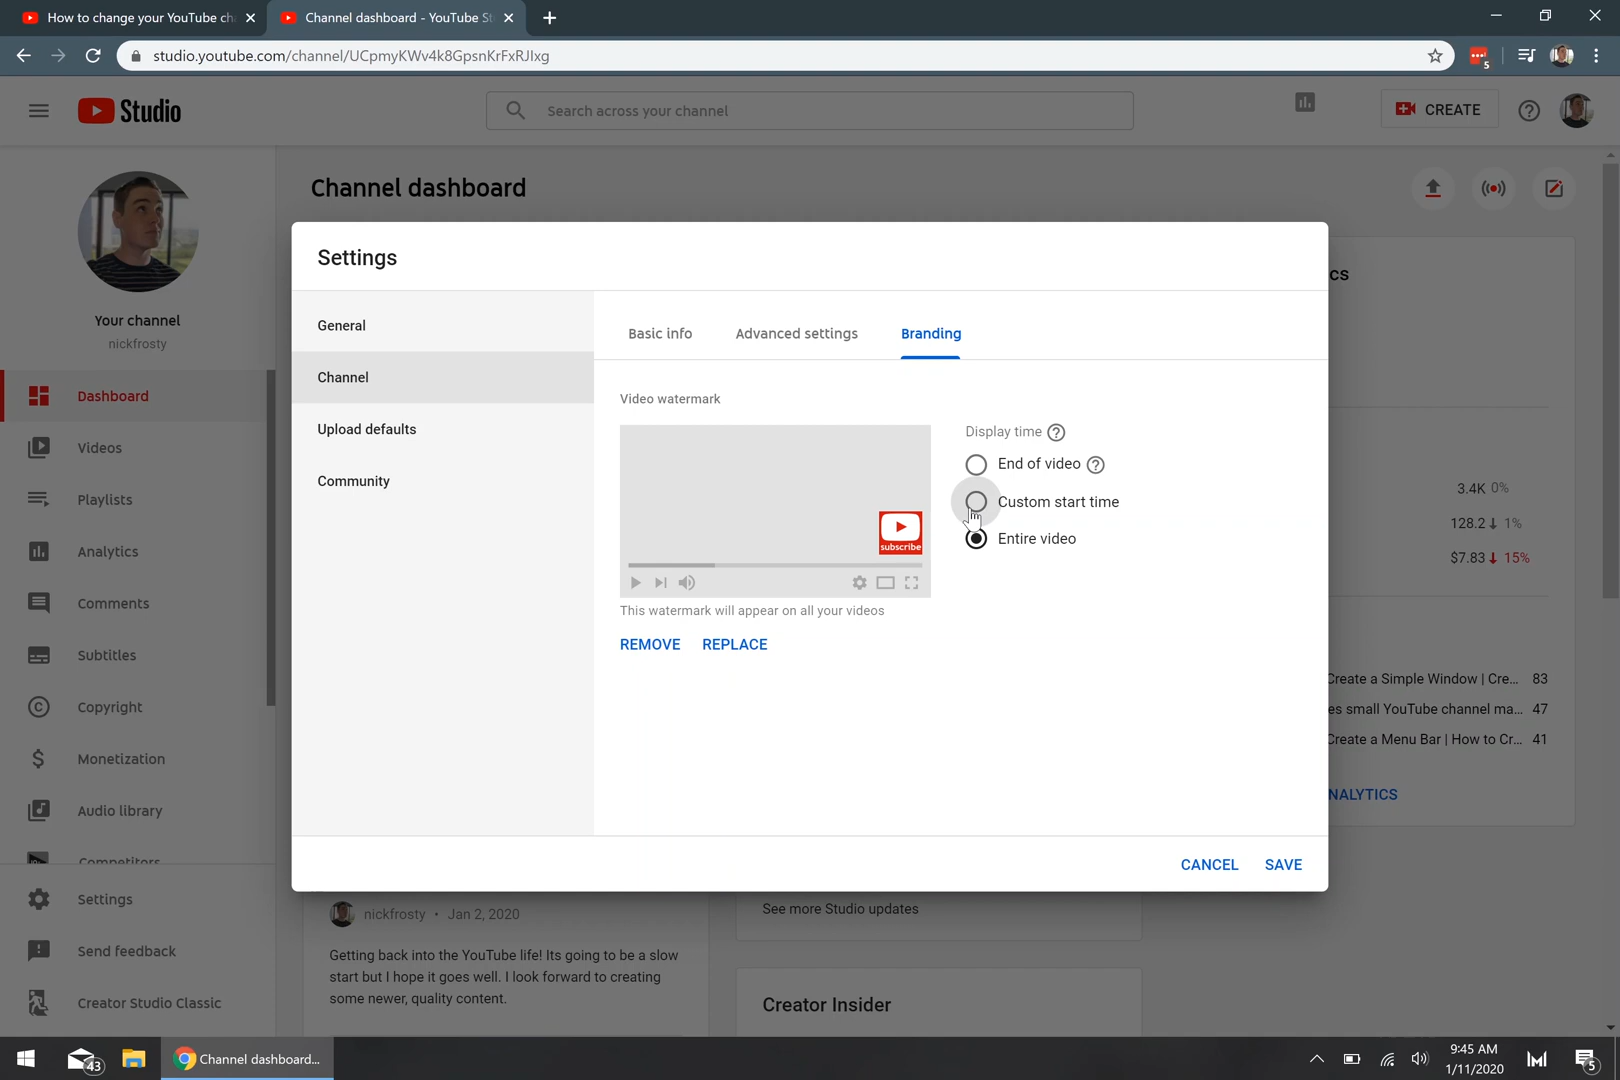 How to change your YouTube ch
Channel dashboard - YouTube St
studio.youtube.com/channel/UCpmyKWv4k8GpsnKrFxRJIxg
5
Studio
Search across your channel
CREATE
Channel dashboard
Your channel
nickfrosty
Dashboard
Videos
Playlists
Analytics
Comments
Subtitles
Copyright
Monetization
Audio library
Competitors
Settings
Send feedback
Creator Studio Classic
Settings
General
Channel
Upload defaults
Community
Basic info
Advanced settings
Branding
Video watermark
subscribe
This watermark will appear on all your videos
REMOVE
REPLACE
Display time
End of video
Custom start time
Entire video
CANCEL
SAVE
cs
3.4K 0%
128.2 1%
$7.83 15%
Create a Simple Window | Cre... 83
es small YouTube channel ma... 47
Create a Menu Bar | How to Cr... 41
NALYTICS
nickfrosty • Jan 2, 2020
Getting back into the YouTube life! Its going to be a slow
start but I hope it goes well. I look forward to creating
some newer, quality content.
See more Studio updates
Creator Insider
43
Channel dashboard...
9:45 AM
1/11/2020
5